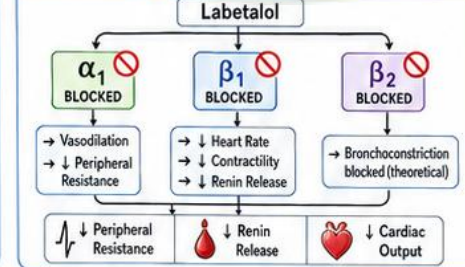 Labetalol
α1
BLOCKED
β1
BLOCKED
β2
BLOCKED
→ Vasodilation
→ ↓ Peripheral
Resistance
→ ↓ Heart Rate
→ ↓ Contractility
→ ↓ Renin Release
→ Bronchoconstriction
blocked (theoretical)
↓ Peripheral
Resistance
↓ Renin
Release
↓ Cardiac
Output